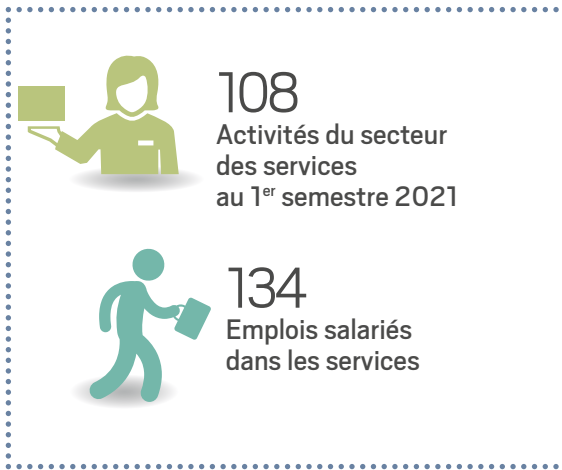 108
Activités du secteur
des services
au 1er semestre 2021
134
Emplois salariés
dans les services